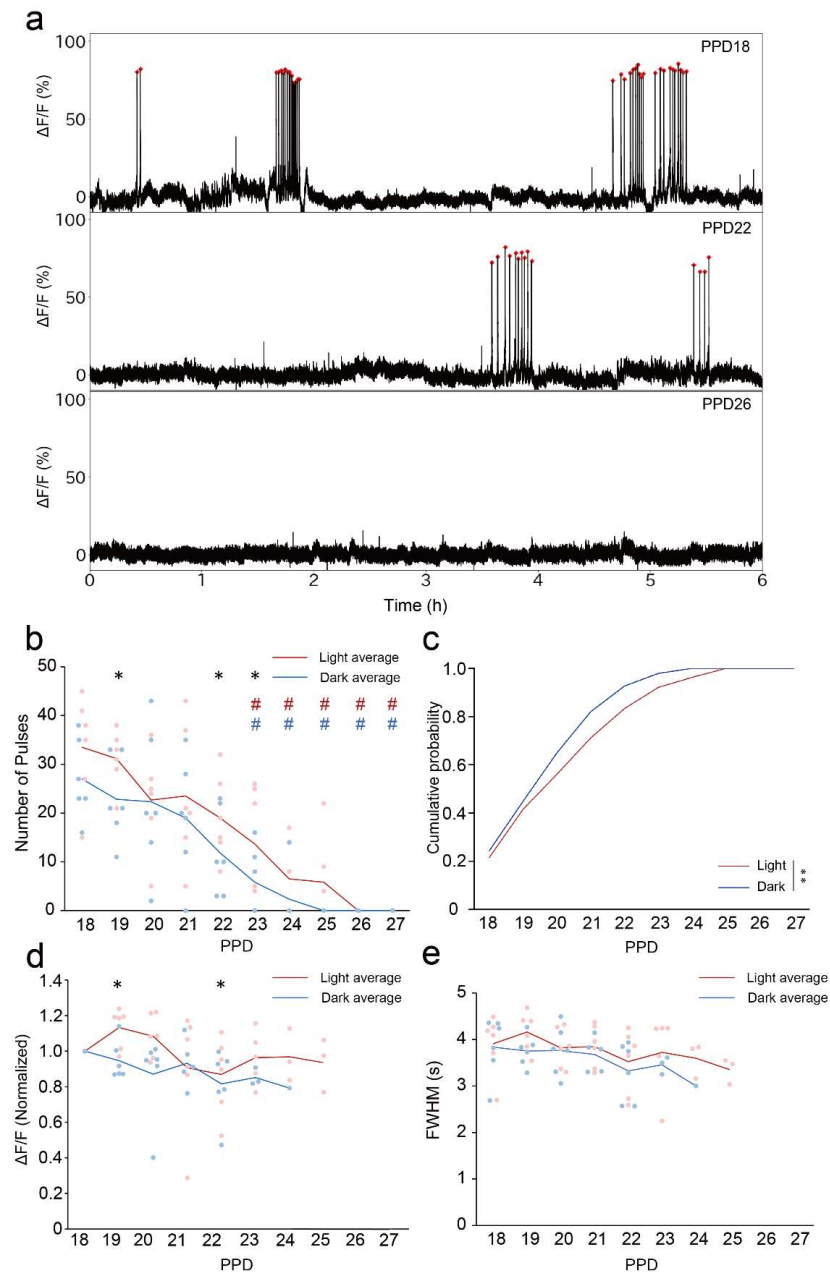 a
100
50
0
ΔF/F (%)
PPD18
100
50
0
ΔF/F (%)
PPD22
100
50
0
ΔF/F (%)
PPD26
0 1 2 3 4 5 6
Time (h)
b
50
40
30
20
10
0
Number of Pulses
Light average
Dark average
* * *
# # # # #
# # # # #
18 19 20 21 22 23 24 25 26 27
PPD
c
1.0
0.8
0.6
0.4
0.2
0
Cumulative probability
Light
Dark
**
18 19 20 21 22 23 24 25 26 27
PPD
d
1.4
1.2
1.0
0.8
0.6
0.4
0.2
0
ΔF/F (Normalized)
Light average
Dark average
* *
18 19 20 21 22 23 24 25 26 27
PPD
e
5
4
3
2
1
0
FWHM (s)
Light average
Dark average
18 19 20 21 22 23 24 25 26 27
PPD